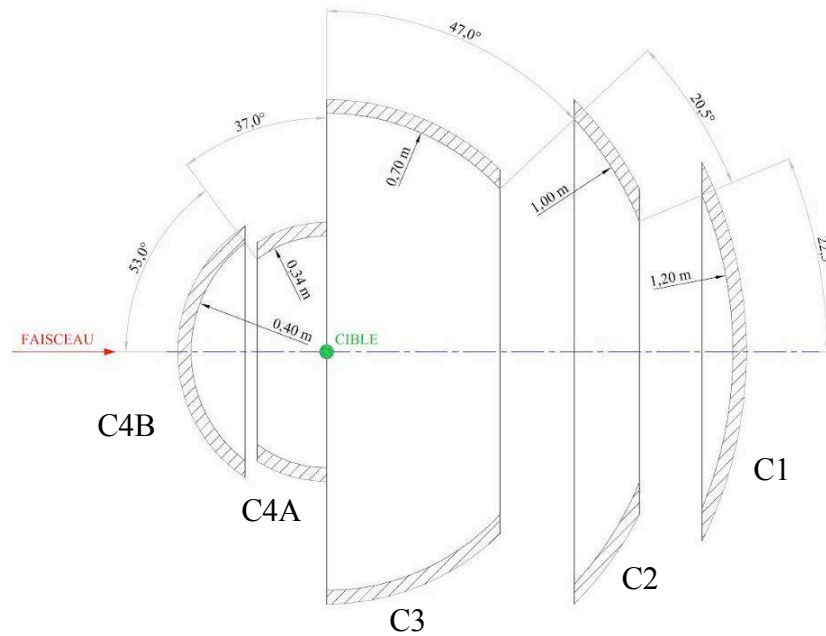 47,0°
20,5°
37,0°
0,70 m
1,00 m
53,0°
0,34 m
1,20 m
0,40 m
FAISCEAU
CIBLE
C4B
C4A
C1
C2
C3